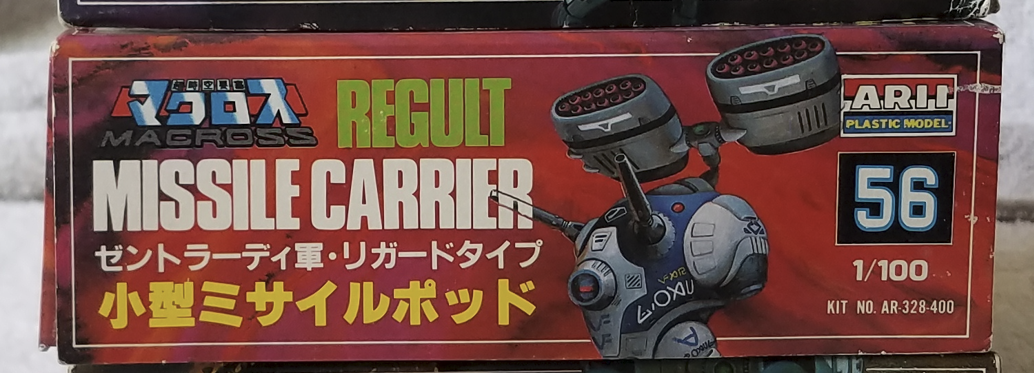 超時空要塞
マクロス
MACROSS
REGULT
MISSILE CARRIER
ゼントラーディ軍・リガードタイプ
小型ミサイルポッド
ARII
PLASTIC MODEL
56
1/100
KIT NO. AR-328-400